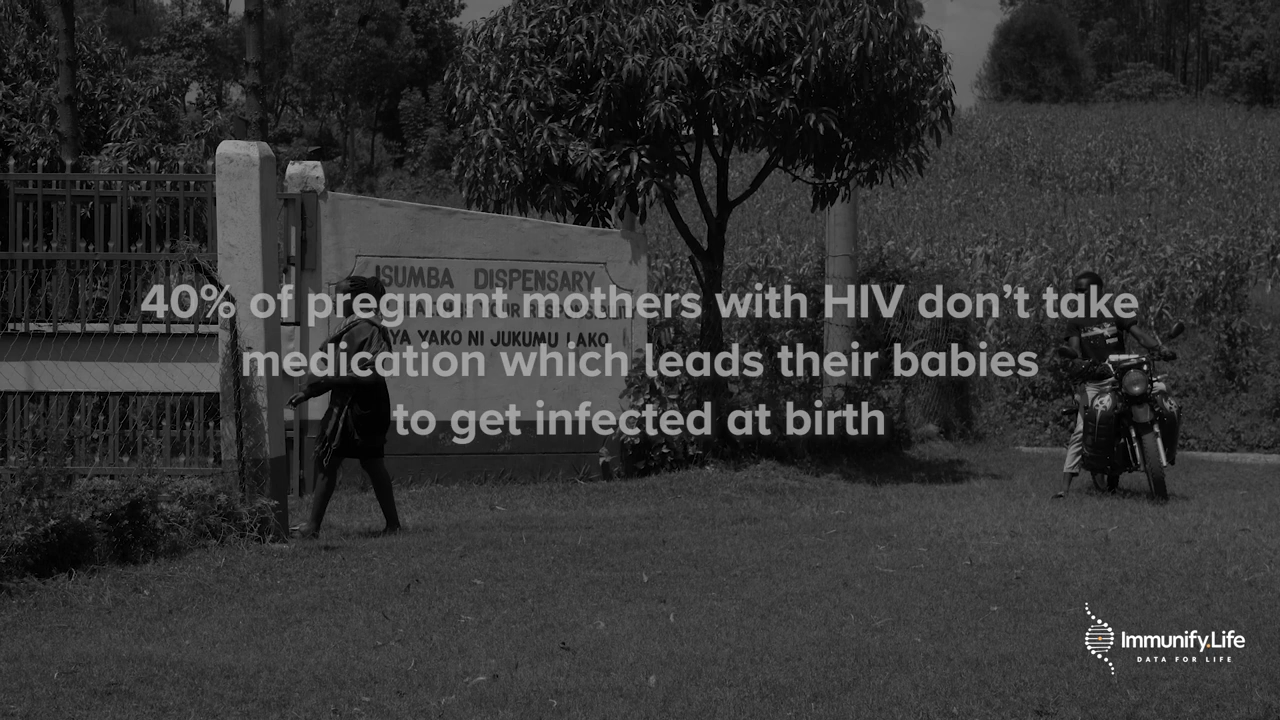 ISUMBA DISPENSARY
YA YAKO NI JUKUMU LAKO
40% of pregnant mothers with HIV don't take
medication which leads their babies
to get infected at birth
Immunify.Life
DATA FOR LIFE